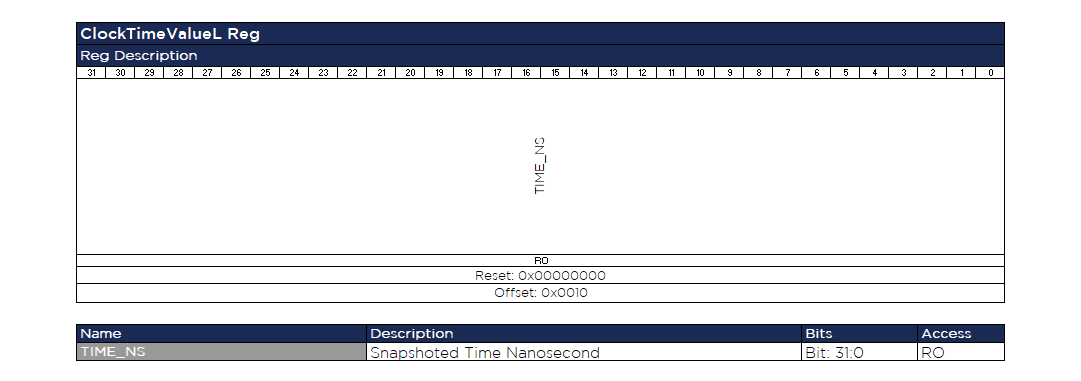 ClockTimeValueL Reg
Reg Description
31 30 29 28 27 26 25 24 23 22 21 20 19 18 17 16 15 14 13 12 11 10 9 8 7 6 5 4 3 2 1 0
TIME_NS
RO
Reset: 0x00000000
Offset: 0x0010
Name Description Bits Access
TIME_NS Snapshoted Time Nanosecond Bit: 31:0 RO